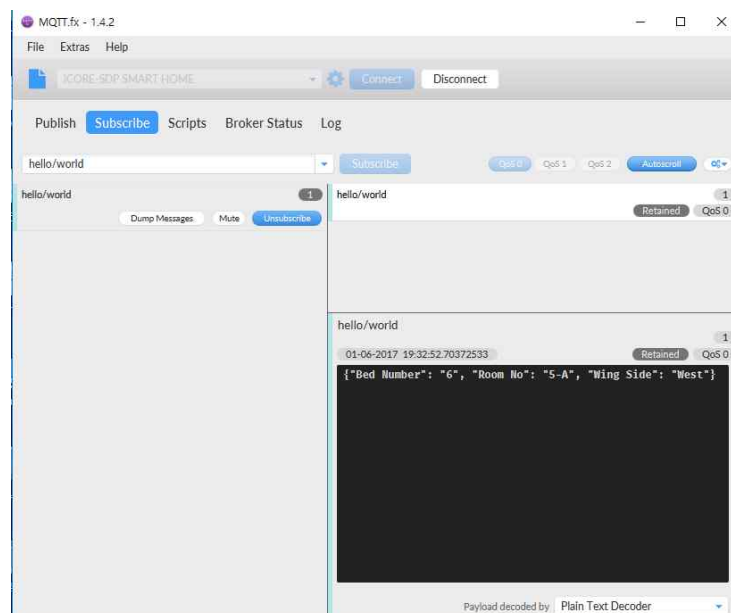 MQTT.fx - 1.4.2
File Extras Help
JCORE-SDP SMART HOME Connect Disconnect
Publish Subscribe Scripts Broker Status Log
hello/world Subscribe QoS 0 QoS 1 QoS 2 Autoscroll
hello/world 1
Dump Messages Mute Unsubscribe
hello/world 1
Retained QoS 0
hello/world
1
01-06-2017 19:32:52.70372533 Retained QoS 0
{"Bed Number": "6", "Room No": "5-A", "Wing Side": "West"}
Payload decoded by Plain Text Decoder